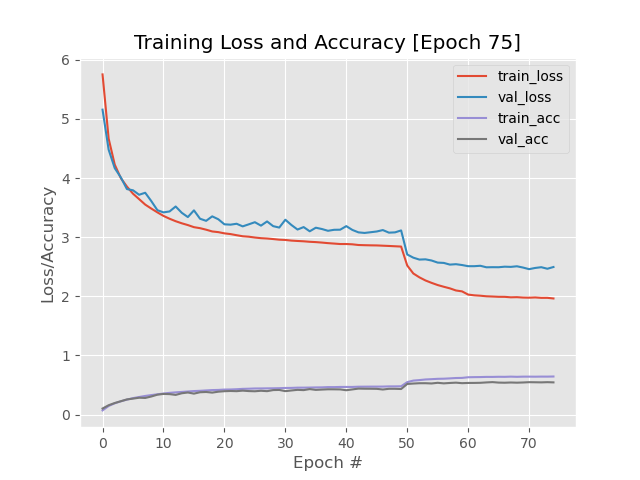 Training Loss and Accuracy [Epoch 75]
train_loss
val_loss
train_acc
val_acc
Loss/Accuracy
6
5
4
3
2
1
0
0 10 20 30 40 50 60 70
Epoch #